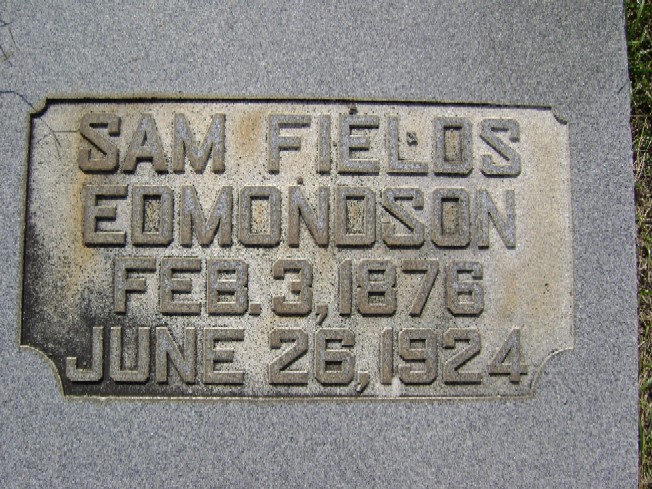 SAM FIELDS
EDMONDSON
FEB. 3, 1876
JUNE 26, 1924